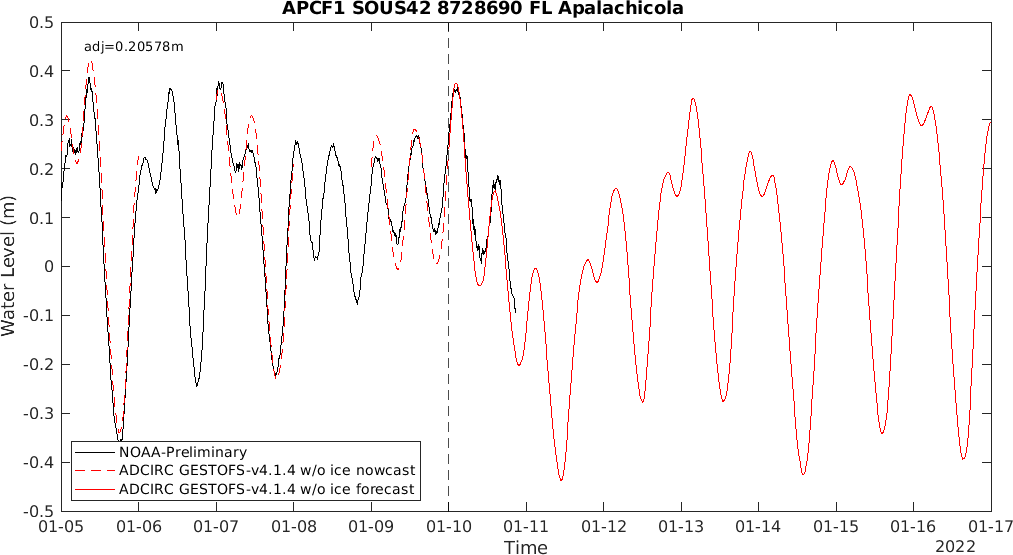 APCF1 SOUS42 8728690 FL Apalachicola
adj=0.20578m
0.5
0.4
0.3
0.2
0.1
0
-0.1
-0.2
-0.3
-0.4
-0.5
Water Level (m)
NOAA-Preliminary
ADCIRC GESTOFS-v4.1.4 w/o ice nowcast
ADCIRC GESTOFS-v4.1.4 w/o ice forecast
01-05 01-06 01-07 01-08 01-09 01-10 01-11 01-12 01-13 01-14 01-15 01-16 01-17
Time
2022